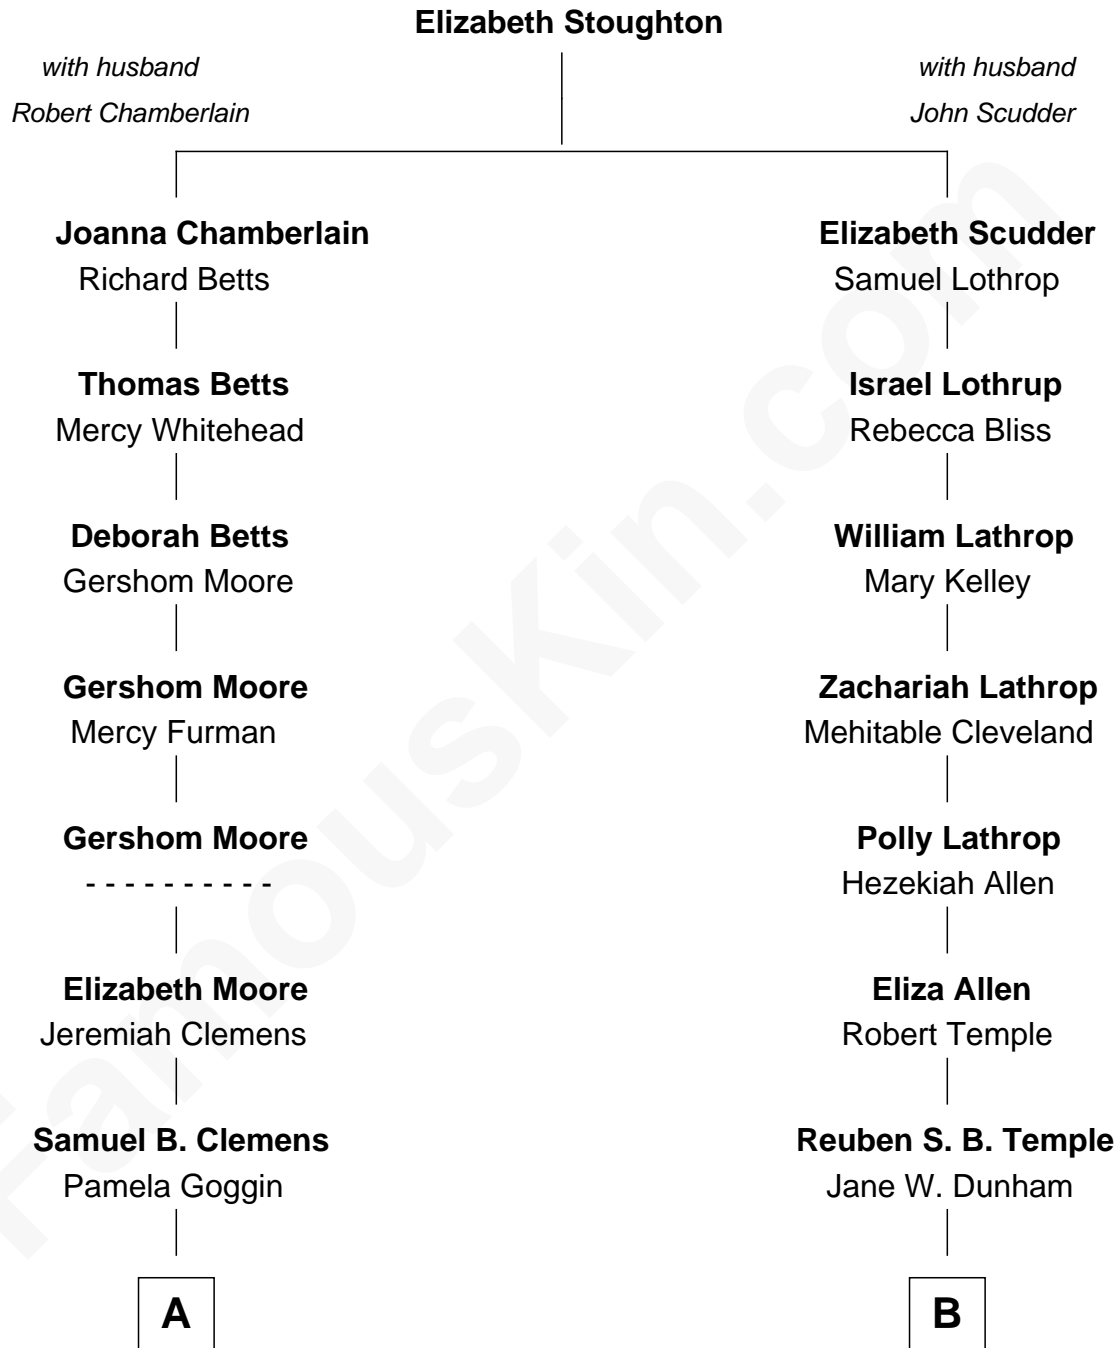 Elizabeth Stoughton
with husband
Robert Chamberlain
with husband
John Scudder
Joanna Chamberlain
Richard Betts
Elizabeth Scudder
Samuel Lothrop
Thomas Betts
Mercy Whitehead
Israel Lothrup
Rebecca Bliss
Deborah Betts
Gershom Moore
William Lathrop
Mary Kelley
Gershom Moore
Mercy Furman
Zachariah Lathrop
Mehitable Cleveland
Gershom Moore
- - - - - - - - - -
Polly Lathrop
Hezekiah Allen
Elizabeth Moore
Jeremiah Clemens
Eliza Allen
Robert Temple
Samuel B. Clemens
Pamela Goggin
Reuben S. B. Temple
Jane W. Dunham
A
B
FamousKin.com